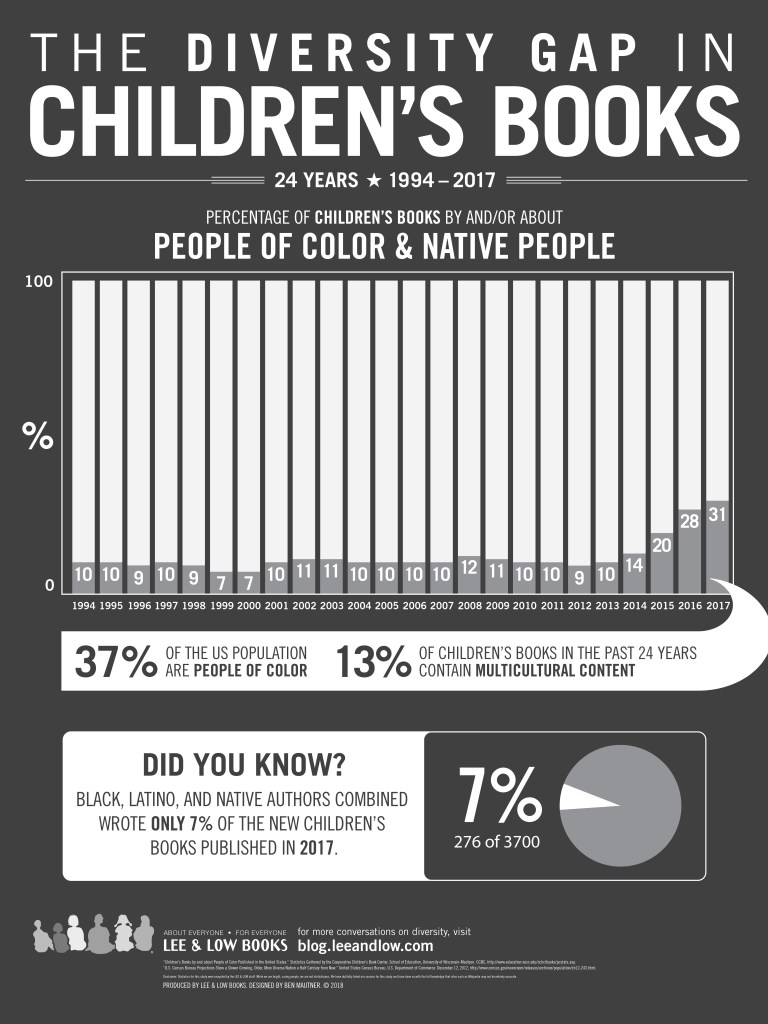 THE DIVERSITY GAP IN
CHILDREN'S BOOKS
24 YEARS ★ 1994–2017
PERCENTAGE OF CHILDREN'S BOOKS BY AND/OR ABOUT
PEOPLE OF COLOR & NATIVE PEOPLE
100
%
0
10 10 9 10 9 7 7 10 11 11 10 10 10 10 12 11 10 10 9 10 14 20 28 31
1994 1995 1996 1997 1998 1999 2000 2001 2002 2003 2004 2005 2006 2007 2008 2009 2010 2011 2012 2013 2014 2015 2016 2017
37% OF THE US POPULATION
ARE PEOPLE OF COLOR
13% OF CHILDREN'S BOOKS IN THE PAST 24 YEARS
CONTAIN MULTICULTURAL CONTENT
DID YOU KNOW?
BLACK, LATINO, AND NATIVE AUTHORS COMBINED
WROTE ONLY 7% OF THE NEW CHILDREN'S
BOOKS PUBLISHED IN 2017.
7%
276 of 3700
ABOUT EVERYONE • FOR EVERYONE
LEE & LOW BOOKS
for more conversations on diversity, visit
blog.leeandlow.com
PRODUCED BY LEE & LOW BOOKS. DESIGNED BY BEN MAUTNER. © 2018